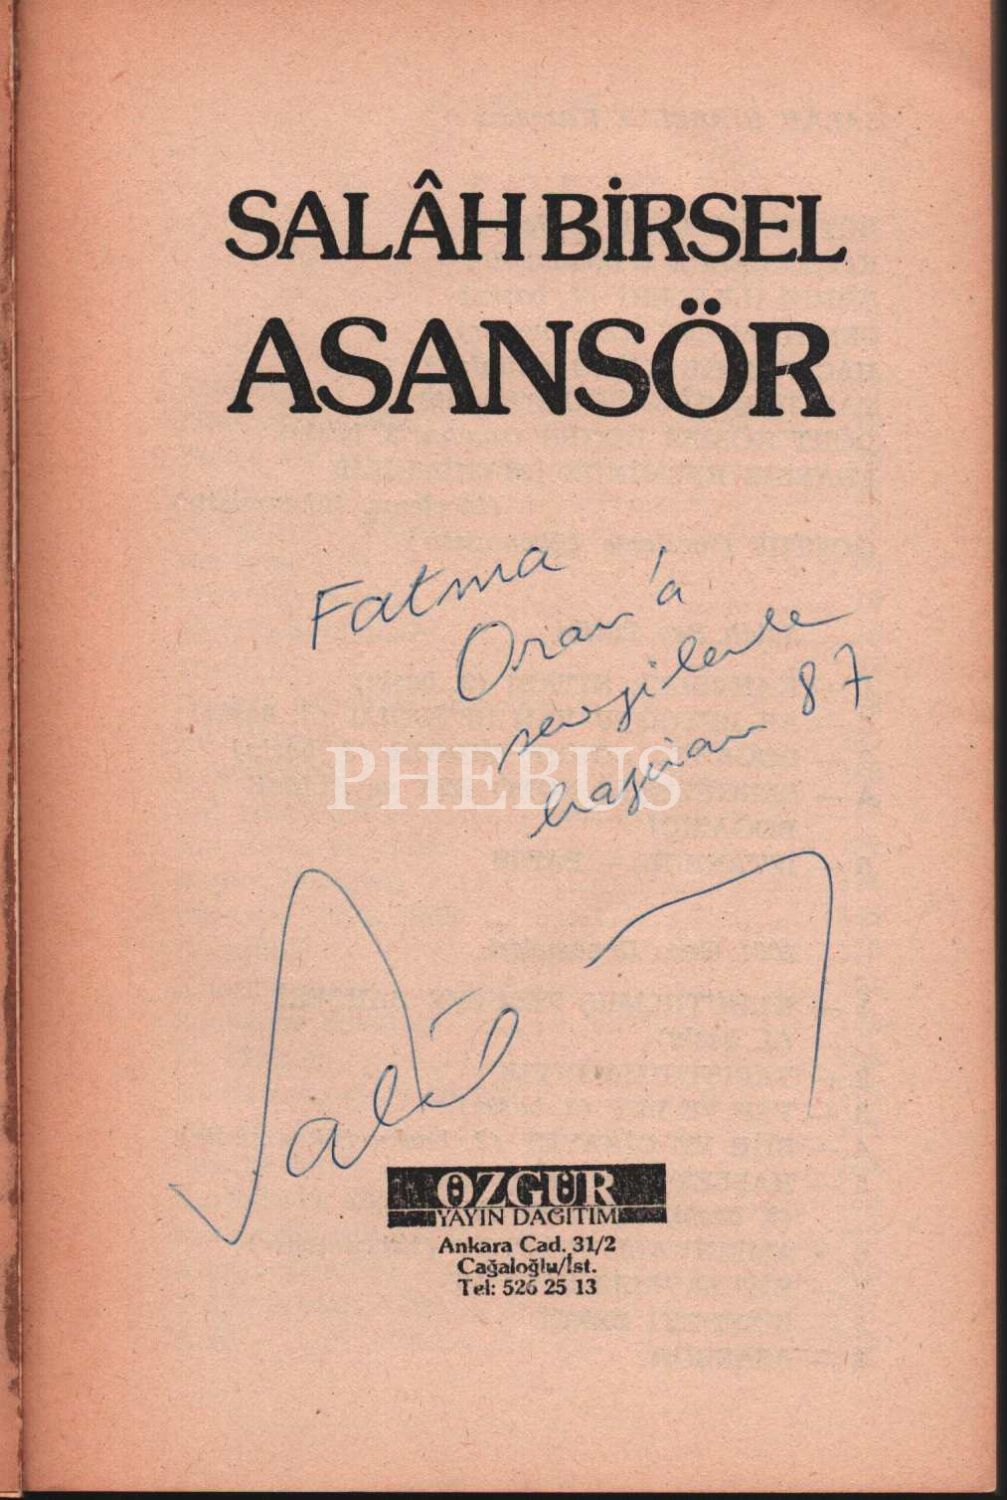 SALÂH BİRSEL
ASANSÖR
Fatma
Oran'a
sevgilerle
haziran 87
PHEBUS
Salâh
ÖZGÜR
YAYIN DAĞITIM
Ankara Cad. 31/2
Cağaloğlu/İst.
Tel: 526 25 13